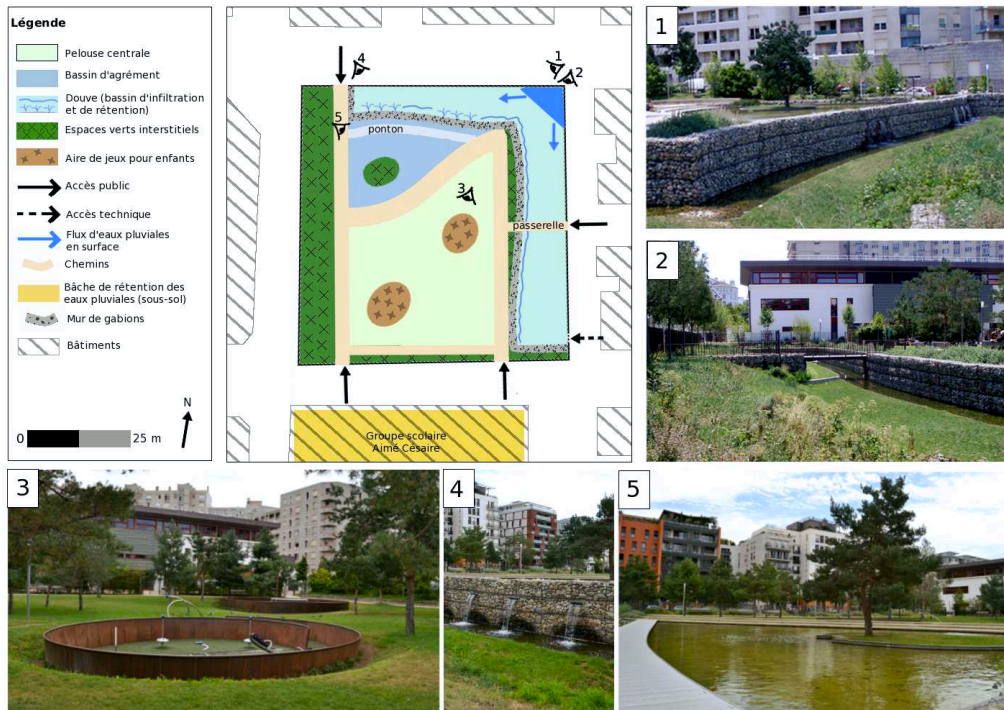 Légende
Pelouse centrale
Bassin d'agrément
Douve (bassin d'infiltration
et de rétention)
Espaces verts interstitiels
Aire de jeux pour enfants
Accès public
Accès technique
Flux d'eaux pluviales
en surface
Chemins
Bâche de rétention des
eaux pluviales (sous-sol)
Mur de gabions
Bâtiments
N
0 25 m
4
1
2
5
ponton
3
passerelle
Groupe scolaire
Aimé Césaire
1
2
3
4
5